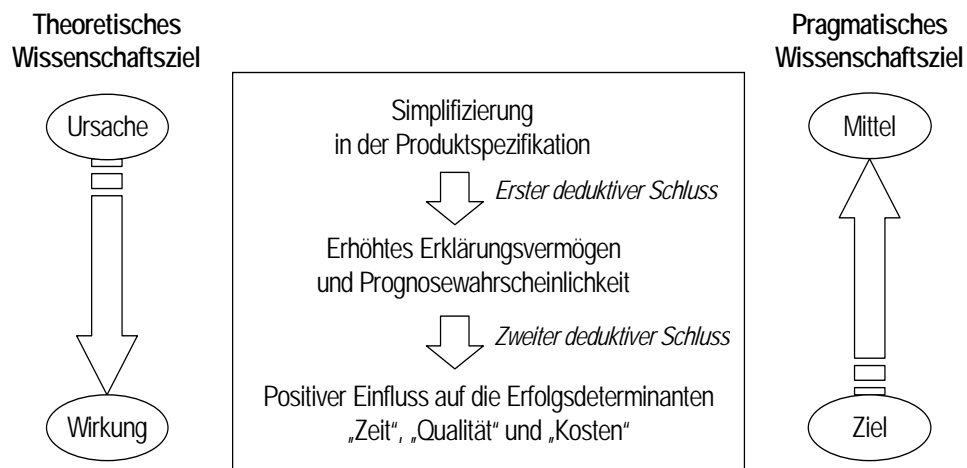 Theoretisches
Wissenschaftsziel
Ursache
Wirkung
Simplifizierung
in der Produktspezifikation
Erster deduktiver Schluss
Erhöhtes Erklärungsvermögen
und Prognosewahrscheinlichkeit
Zweiter deduktiver Schluss
Positiver Einfluss auf die Erfolgsdeterminanten
„Zeit“, „Qualität“ und „Kosten“
Pragmatisches
Wissenschaftsziel
Mittel
Ziel